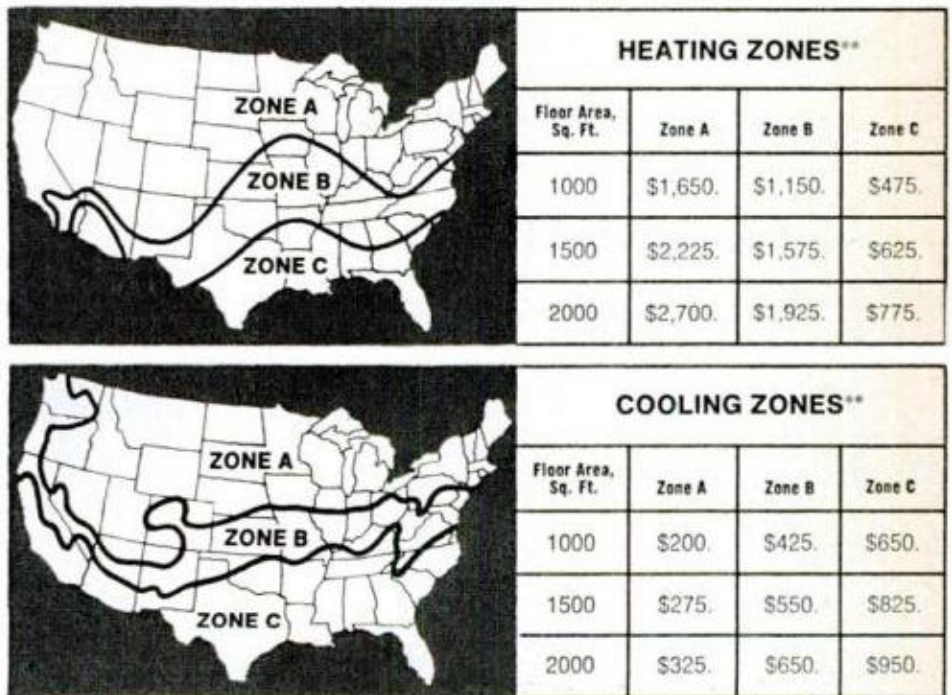 ZONE A
ZONE B
ZONE C
HEATING ZONES**
Floor Area, Sq. Ft. Zone A Zone B Zone C
1000 $1,650. $1,150. $475.
1500 $2,225. $1,575. $625.
2000 $2,700. $1,925. $775.
ZONE A
ZONE B
ZONE C
COOLING ZONES**
Floor Area, Sq. Ft. Zone A Zone B Zone C
1000 $200. $425. $650.
1500 $275. $550. $825.
2000 $325. $650. $950.